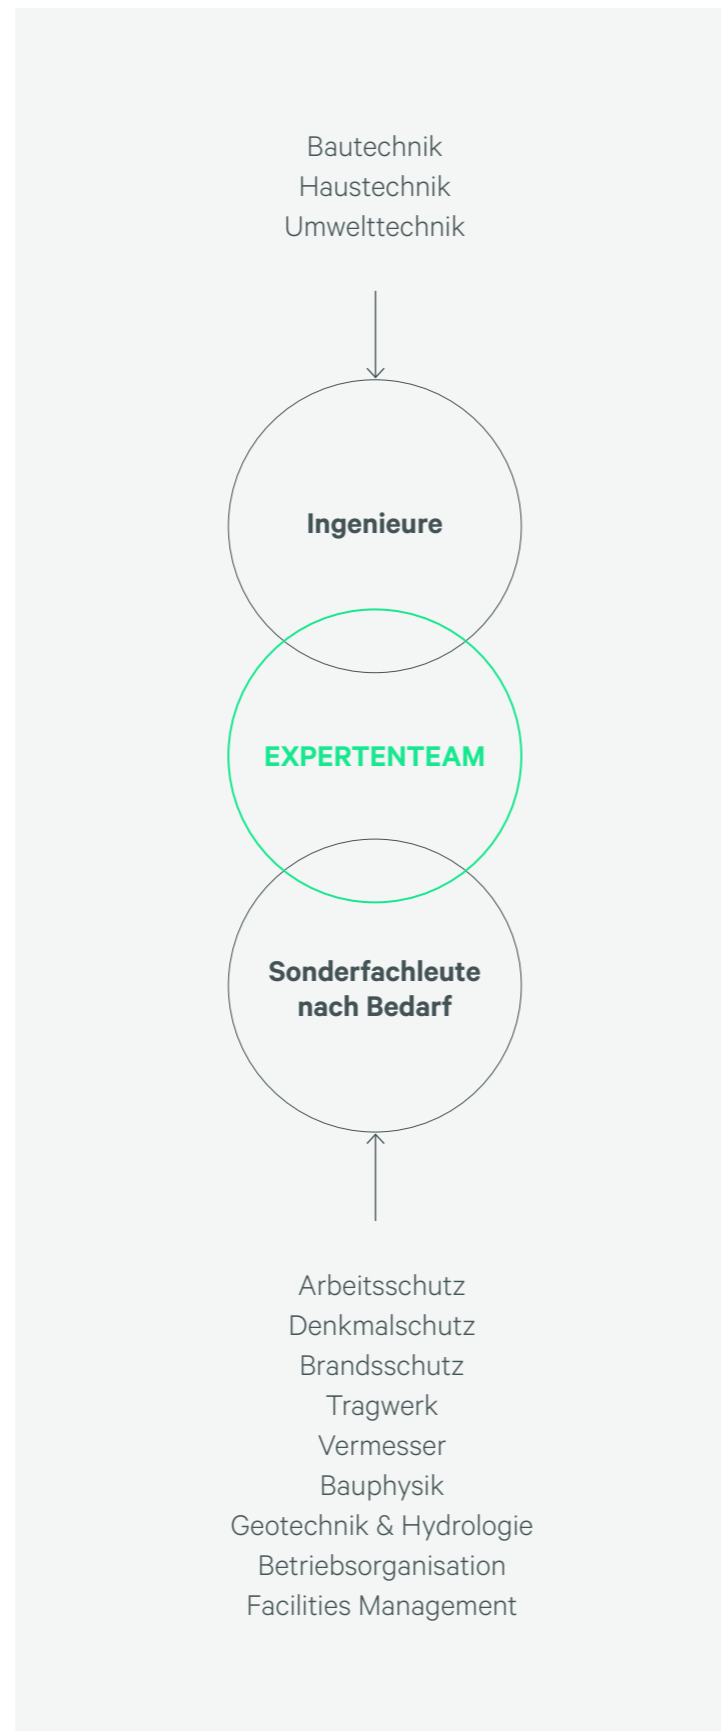 Bautechnik
Haustechnik
Umwelttechnik
Ingenieure
EXPERTENTEAM
Sonderfachleute
nach Bedarf
Arbeitsschutz
Denkmalschutz
Brandsschutz
Tragwerk
Vermesser
Bauphysik
Geotechnik & Hydrologie
Betriebsorganisation
Facilities Management